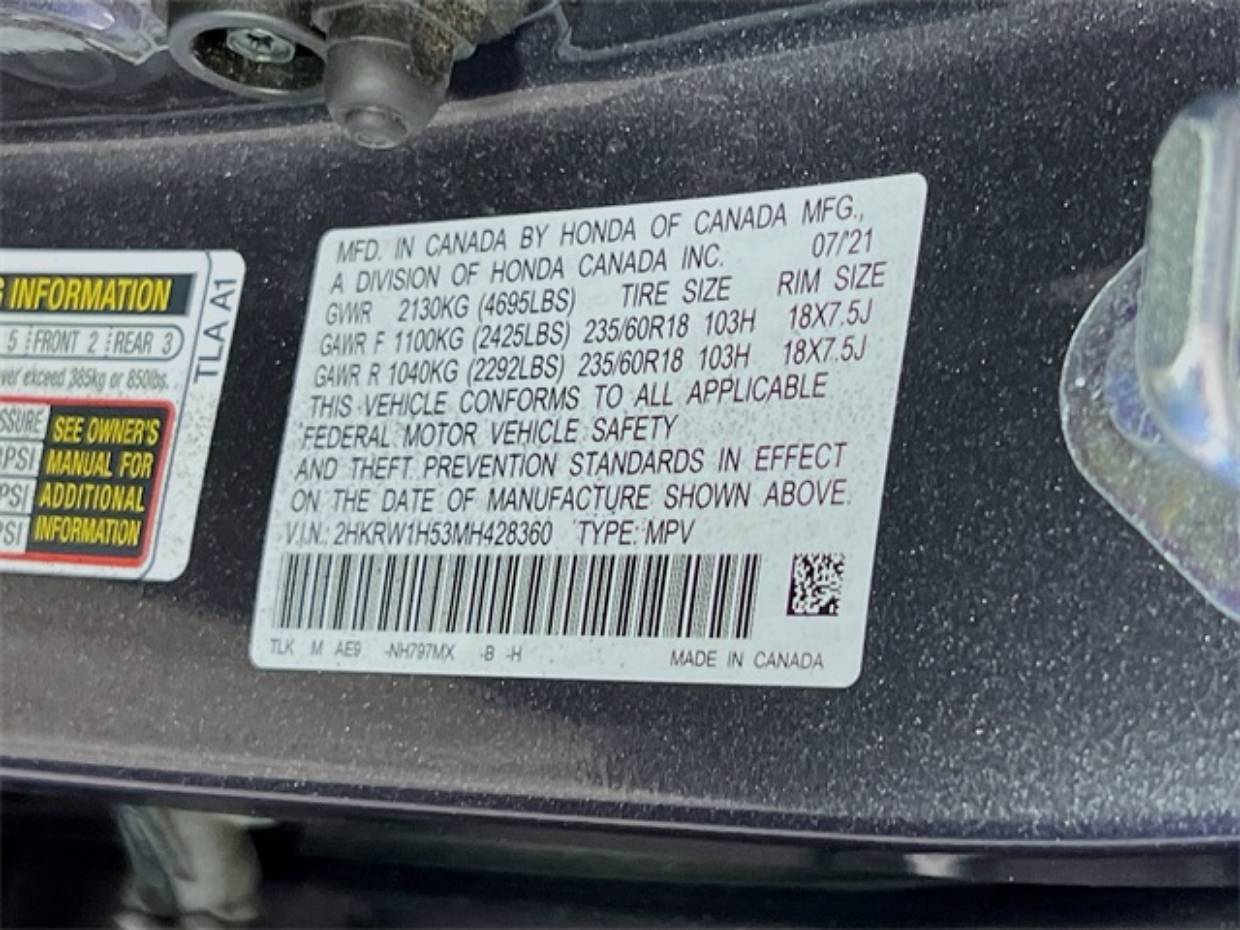 G INFORMATION
5 FRONT 2 REAR 3
ver exceed 385kg or 850lbs.
SSURE
PSI
PSI
PSI
SEE OWNER'S
MANUAL FOR
ADDITIONAL
INFORMATION
TLA A1
MFD. IN CANADA BY HONDA OF CANADA MFG.,
A DIVISION OF HONDA CANADA INC. 07/'21
GVWR 2130KG (4695LBS) TIRE SIZE RIM SIZE
GAWR F 1100KG (2425LBS) 235/60R18 103H 18X7.5J
GAWR R 1040KG (2292LBS) 235/60R18 103H 18X7.5J
THIS VEHICLE CONFORMS TO ALL APPLICABLE
FEDERAL MOTOR VEHICLE SAFETY
AND THEFT PREVENTION STANDARDS IN EFFECT
ON THE DATE OF MANUFACTURE SHOWN ABOVE.
V.I.N.: 2HKRW1H53MH428360 TYPE: MPV
TLK M AE9 -NH797MX -B -H MADE IN CANADA